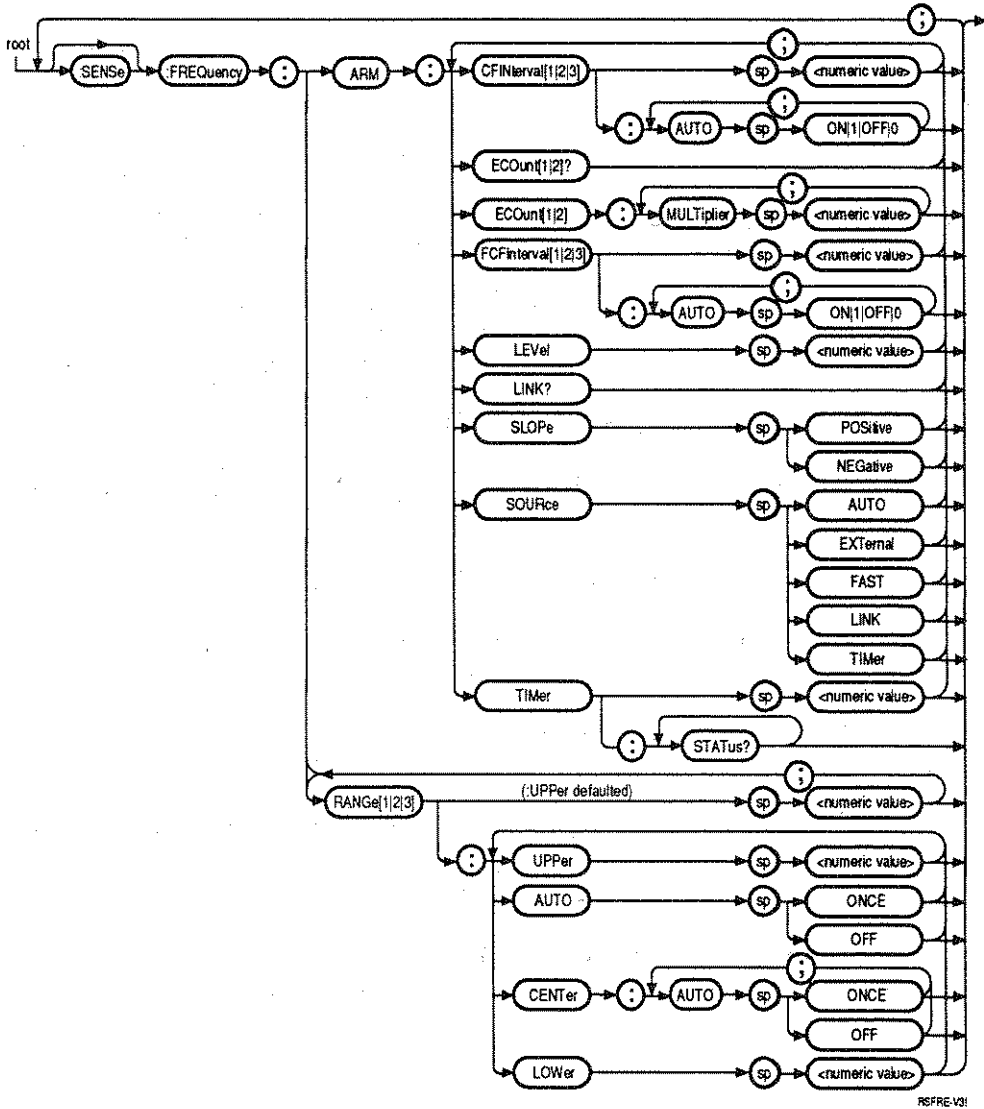 ;
root
:SENSe :FREQuency : ARM : ;
CFINterval[1|2|3] sp <numeric value>
;
: AUTO sp ON|1|OFF|0
ECOunt[1|2]?
;
ECOunt[1|2] : MULTiplier sp <numeric value>
FCFInterval[1|2|3] sp <numeric value>
;
: AUTO sp ON|1|OFF|0
LEVel sp <numeric value>
LINK?
SLOPe sp POSitive
NEGative
SOURce sp AUTO
EXTernal
FAST
LINK
TIMer
TIMer sp <numeric value>
: STATus?
;
RANGe[1|2|3] (:UPPer defaulted) sp <numeric value>
: UPPer sp <numeric value>
AUTO sp ONCE
OFF
;
CENTer : AUTO sp ONCE
OFF
LOWer sp <numeric value>